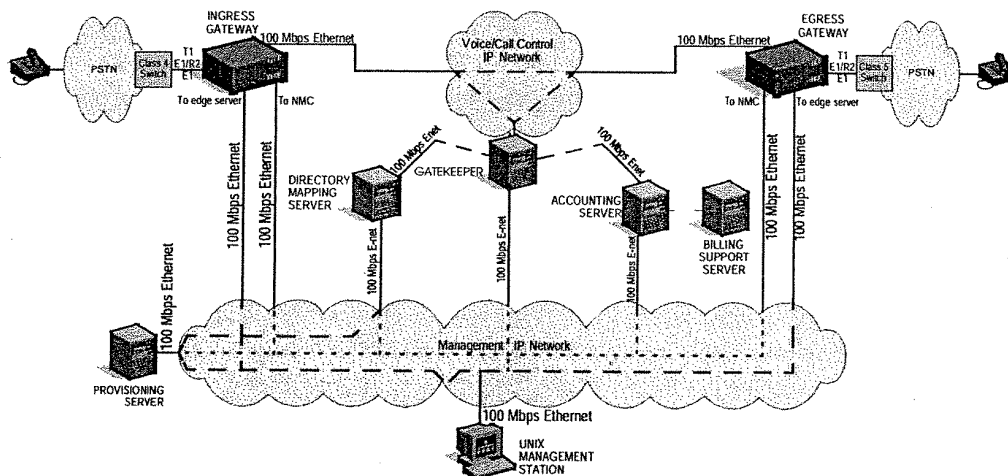 INGRESS
GATEWAY
100 Mbps Ethernet
PSTN
Class 4
Switch
T1
E1/R2
E1
To edge server
To NMC
Voice/Call Control
IP Network
100 Mbps Ethernet
EGRESS
GATEWAY
T1
E1/R2
E1
Class 5
Switch
PSTN
To NMC
To edge server
100 Mbps Ethernet
100 Mbps Ethernet
DIRECTORY
MAPPING
SERVER
100 Mbps Enet
GATEKEEPER
100 Mbps Enet
ACCOUNTING
SERVER
BILLING
SUPPORT
SERVER
100 Mbps Ethernet
100 Mbps Ethernet
100 Mbps E-net
100 Mbps E-net
100 Mbps E-net
100 Mbps Ethernet
PROVISIONING
SERVER
Management IP Network
100 Mbps Ethernet
UNIX
MANAGEMENT
STATION